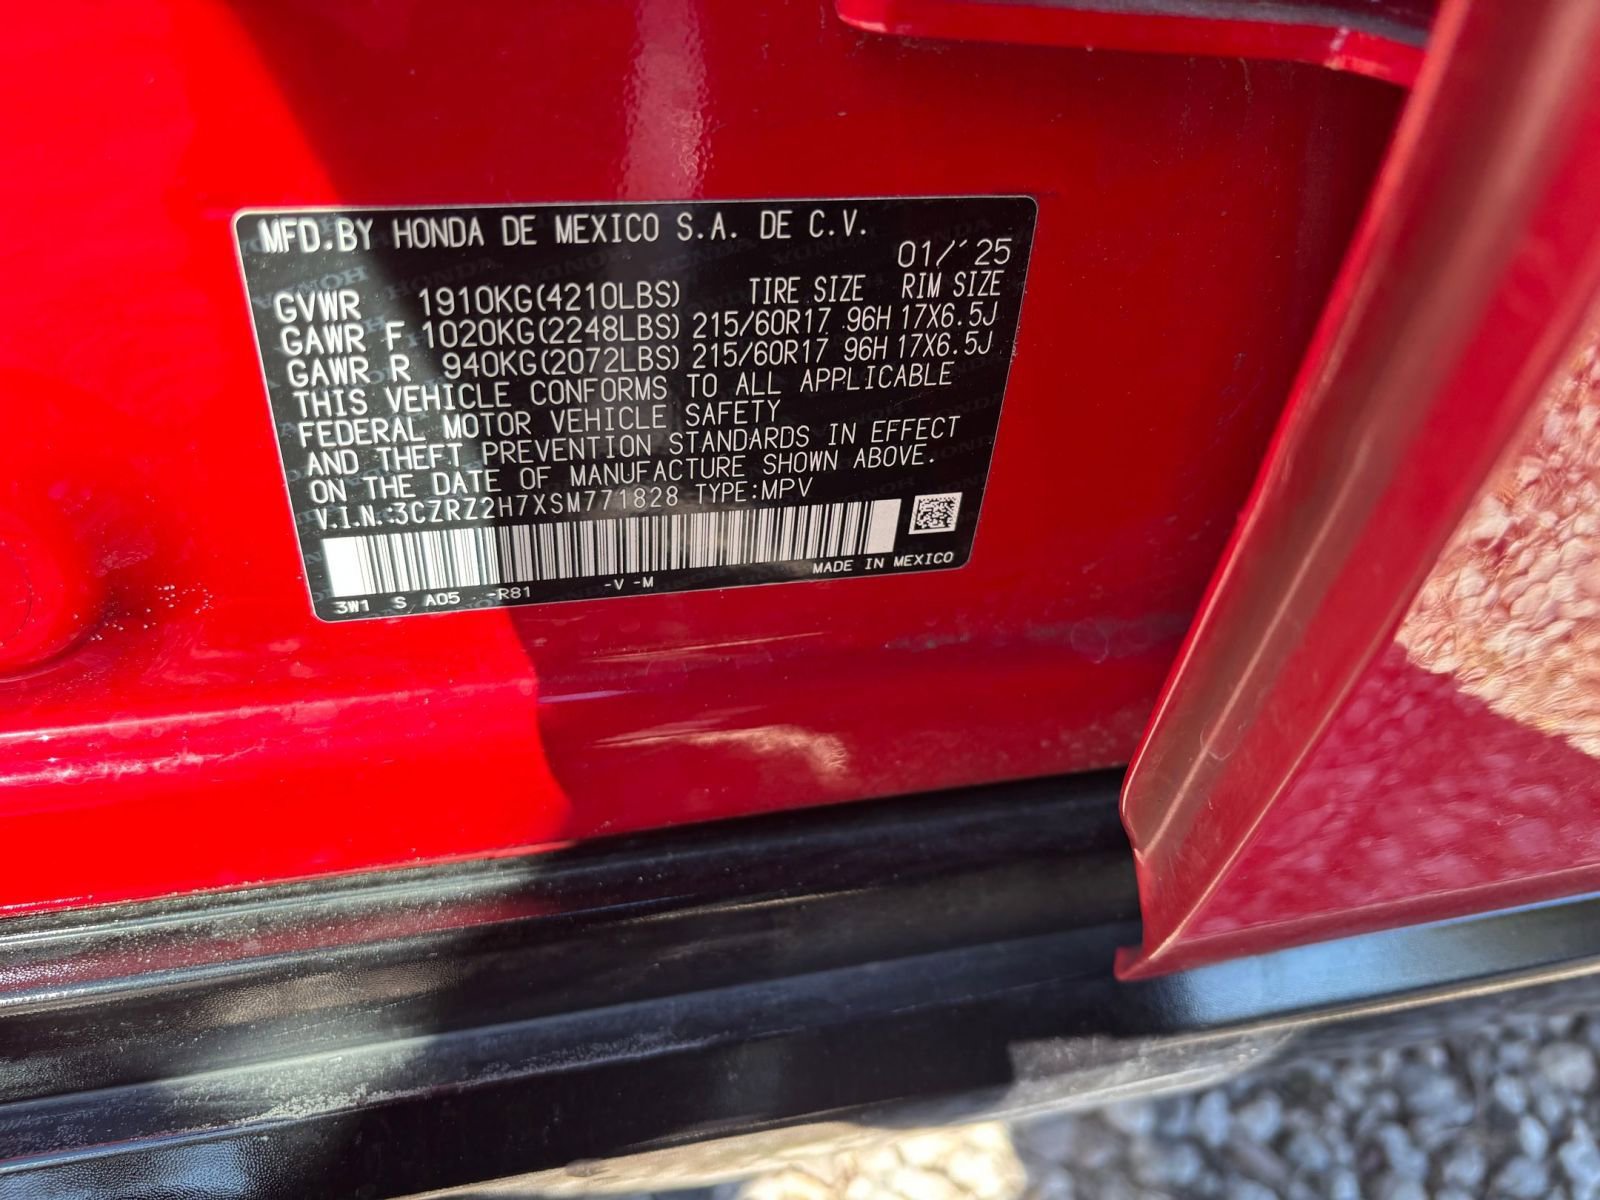 MFD.BY HONDA DE MEXICO S.A. DE C.V.
01/´25
TIRE SIZE RIM SIZE
GVWR 1910KG(4210LBS)
GAWR F 1020KG(2248LBS) 215/60R17 96H 17X6.5J
GAWR R 940KG(2072LBS) 215/60R17 96H 17X6.5J
THIS VEHICLE CONFORMS TO ALL APPLICABLE
FEDERAL MOTOR VEHICLE SAFETY
AND THEFT PREVENTION STANDARDS IN EFFECT
ON THE DATE OF MANUFACTURE SHOWN ABOVE.
V.I.N.:3CZRZ2H7XSM771828 TYPE:MPV
MADE IN MEXICO
3W1 S A05 -R81 -V -M